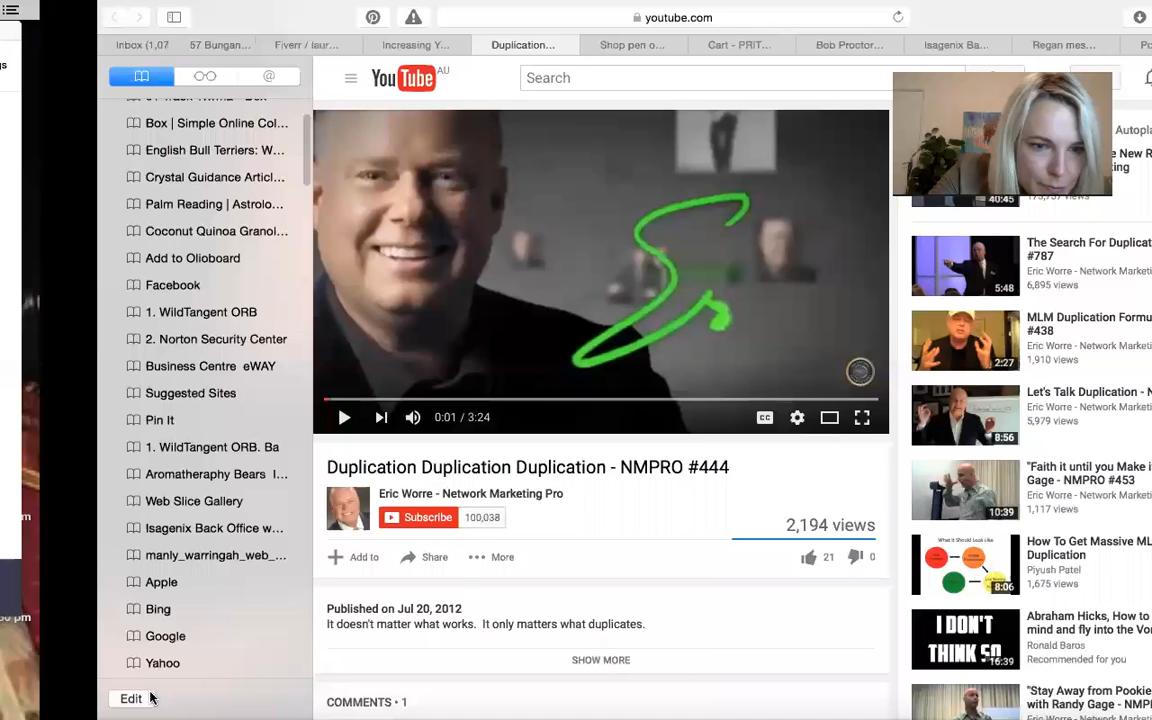 youtube.com
Inbox (1,07
57 Bungan...
Fiverr / laur...
Increasing Y...
Duplication...
Shop pen o...
Cart - PRIT...
Bob Proctor...
Isagenix Ba...
Regan mes...
Box | Simple Online Col...
English Bull Terriers: W...
Crystal Guidance Articl...
Palm Reading | Astrolo...
Coconut Quinoa Granol...
Add to Olioboard
Facebook
1. WildTangent ORB
2. Norton Security Center
Business Centre eWAY
Suggested Sites
Pin It
1. WildTangent ORB. Ba
Aromatheraphy Bears I...
Web Slice Gallery
Isagenix Back Office w...
manly_warringah_web_...
Apple
Bing
Google
Yahoo
Edit
YouTube AU
Search
0:01 / 3:24
CC
Duplication Duplication Duplication - NMPRO #444
Eric Worre - Network Marketing Pro
Subscribe 100,038
2,194 views
Add to
Share
More
21
0
Published on Jul 20, 2012
It doesn't matter what works. It only matters what duplicates.
SHOW MORE
COMMENTS • 1
Autopla
40:45
The Search For Duplicat
#787
Eric Worre - Network Marketi
6,895 views
5:48
MLM Duplication Formu
#438
Eric Worre - Network Marketi
1,910 views
2:27
Let's Talk Duplication - N
Eric Worre - Network Marketi
5,979 views
8:56
"Faith it until you Make i
Gage - NMPRO #453
Eric Worre - Network Marketi
1,117 views
10:39
How To Get Massive ML
Duplication
Piyush Patel
1,675 views
8:06
Abraham Hicks, How to
mind and fly into the Vo
Ronald Baros
Recommended for you
I DON'T
THINK SO
16:39
"Stay Away from Pookie
with Randy Gage - NMP
Eric Worre - Network Marketi